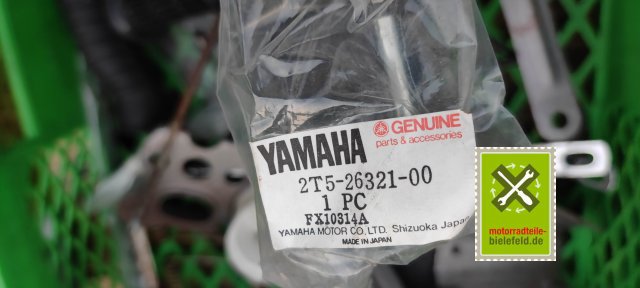 YAMAHA
GENUINE
parts & accessories
2T5-26321-00
1 PC
FX10314A
YAMAHA MOTOR CO., LTD. Shizuoka Japan
MADE IN JAPAN
motorradteile-
bielefeld.de